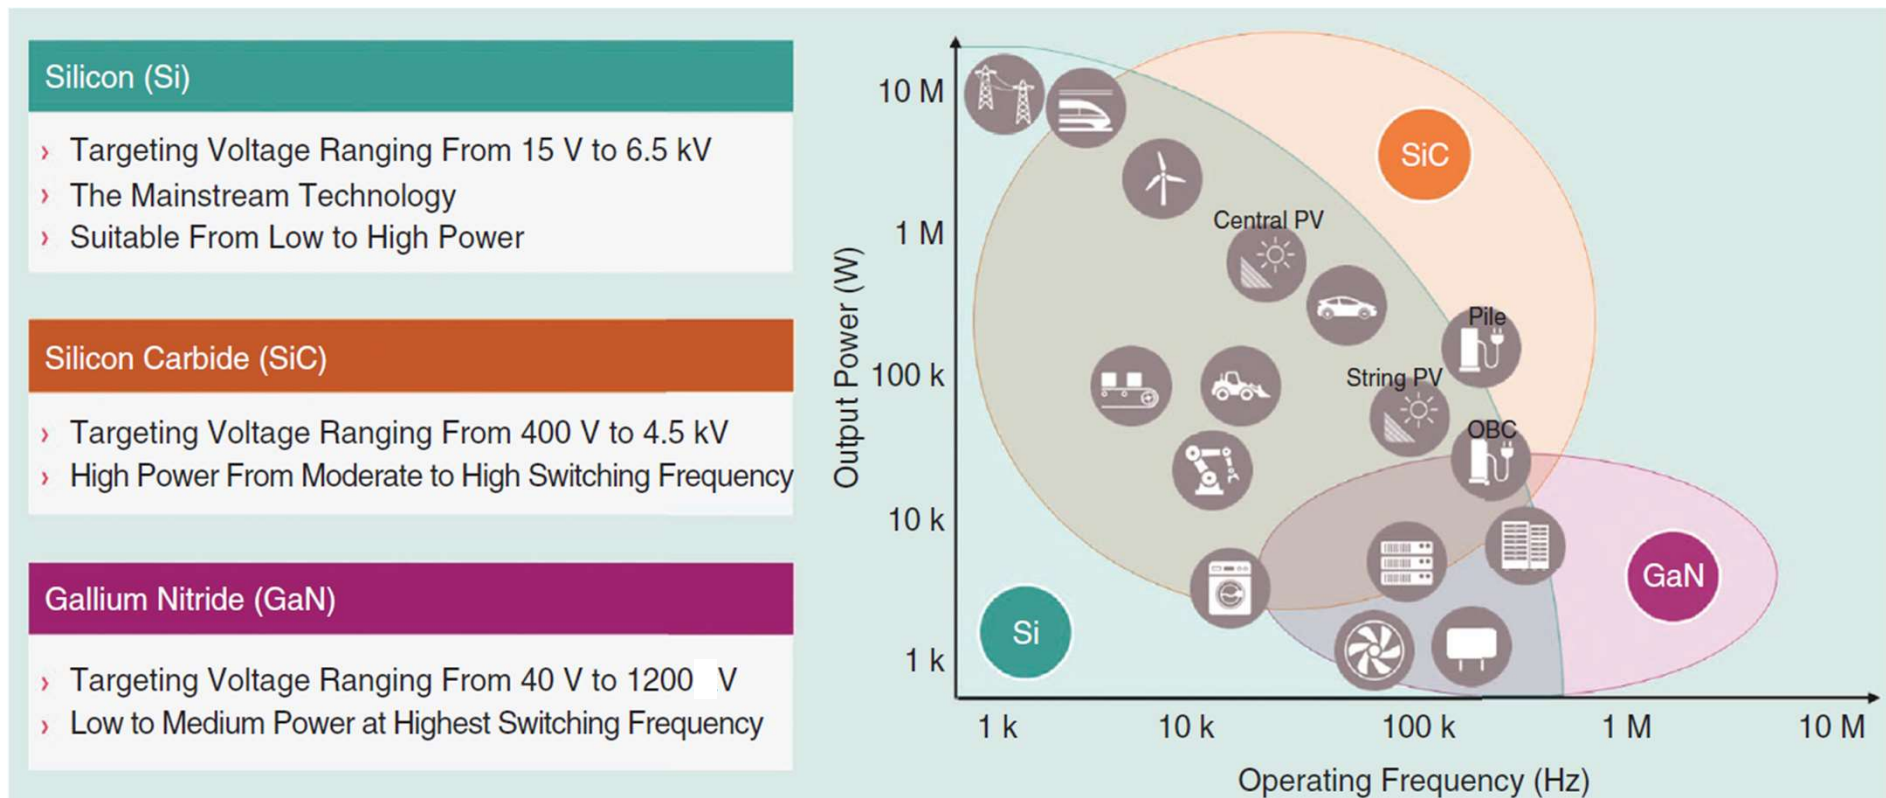 Silicon (Si)
› Targeting Voltage Ranging From 15 V to 6.5 kV
› The Mainstream Technology
› Suitable From Low to High Power
Silicon Carbide (SiC)
› Targeting Voltage Ranging From 400 V to 4.5 kV
› High Power From Moderate to High Switching Frequency
Gallium Nitride (GaN)
› Targeting Voltage Ranging From 40 V to 1200 V
› Low to Medium Power at Highest Switching Frequency
Output Power (W)
10 M
1 M
100 k
10 k
1 k
SiC
Central PV
Pile
String PV
OBC
GaN
Si
1 k
10 k
100 k
1 M
10 M
Operating Frequency (Hz)